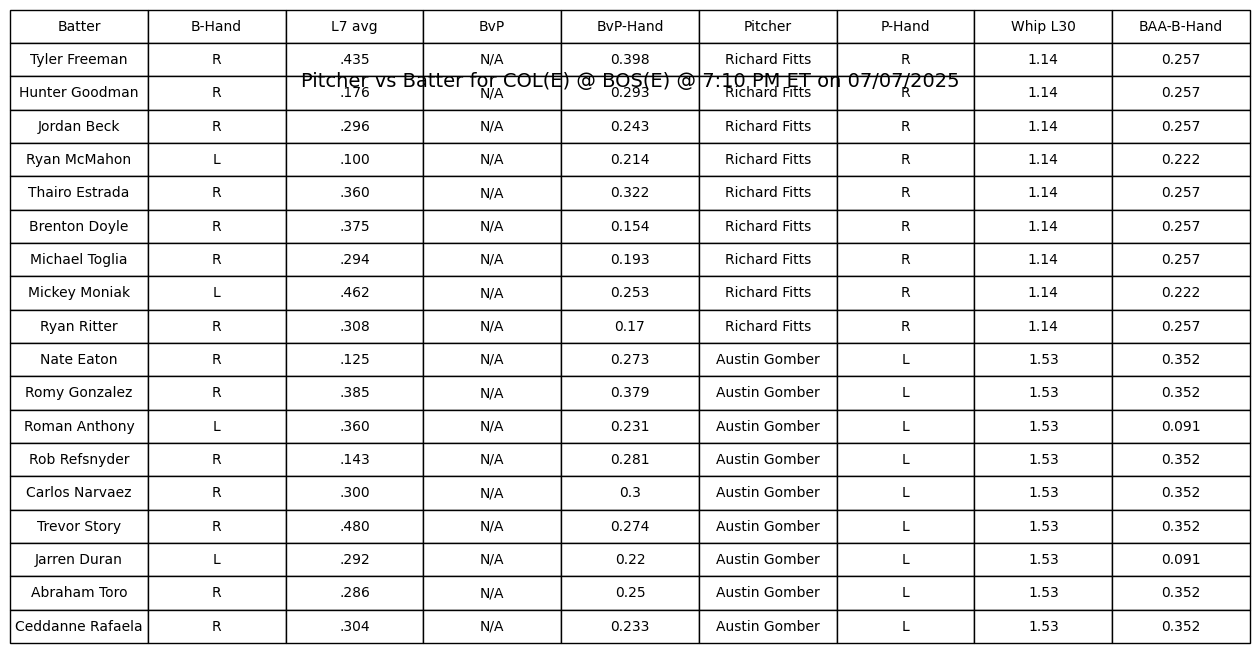 Batter B-Hand L7 avg BvP BvP-Hand Pitcher P-Hand Whip L30 BAA-B-Hand
Tyler Freeman R .435 N/A 0.398 Richard Fitts R 1.14 0.257
Pitcher vs Batter for COL(E) @ BOS(E) @ 7:10 PM ET on 07/07/2025
Hunter Goodman R .176 N/A 0.293 Richard Fitts R 1.14 0.257
Jordan Beck R .296 N/A 0.243 Richard Fitts R 1.14 0.257
Ryan McMahon L .100 N/A 0.214 Richard Fitts R 1.14 0.222
Thairo Estrada R .360 N/A 0.322 Richard Fitts R 1.14 0.257
Brenton Doyle R .375 N/A 0.154 Richard Fitts R 1.14 0.257
Michael Toglia R .294 N/A 0.193 Richard Fitts R 1.14 0.257
Mickey Moniak L .462 N/A 0.253 Richard Fitts R 1.14 0.222
Ryan Ritter R .308 N/A 0.17 Richard Fitts R 1.14 0.257
Nate Eaton R .125 N/A 0.273 Austin Gomber L 1.53 0.352
Romy Gonzalez R .385 N/A 0.379 Austin Gomber L 1.53 0.352
Roman Anthony L .360 N/A 0.231 Austin Gomber L 1.53 0.091
Rob Refsnyder R .143 N/A 0.281 Austin Gomber L 1.53 0.352
Carlos Narvaez R .300 N/A 0.3 Austin Gomber L 1.53 0.352
Trevor Story R .480 N/A 0.274 Austin Gomber L 1.53 0.352
Jarren Duran L .292 N/A 0.22 Austin Gomber L 1.53 0.091
Abraham Toro R .286 N/A 0.25 Austin Gomber L 1.53 0.352
Ceddanne Rafaela R .304 N/A 0.233 Austin Gomber L 1.53 0.352